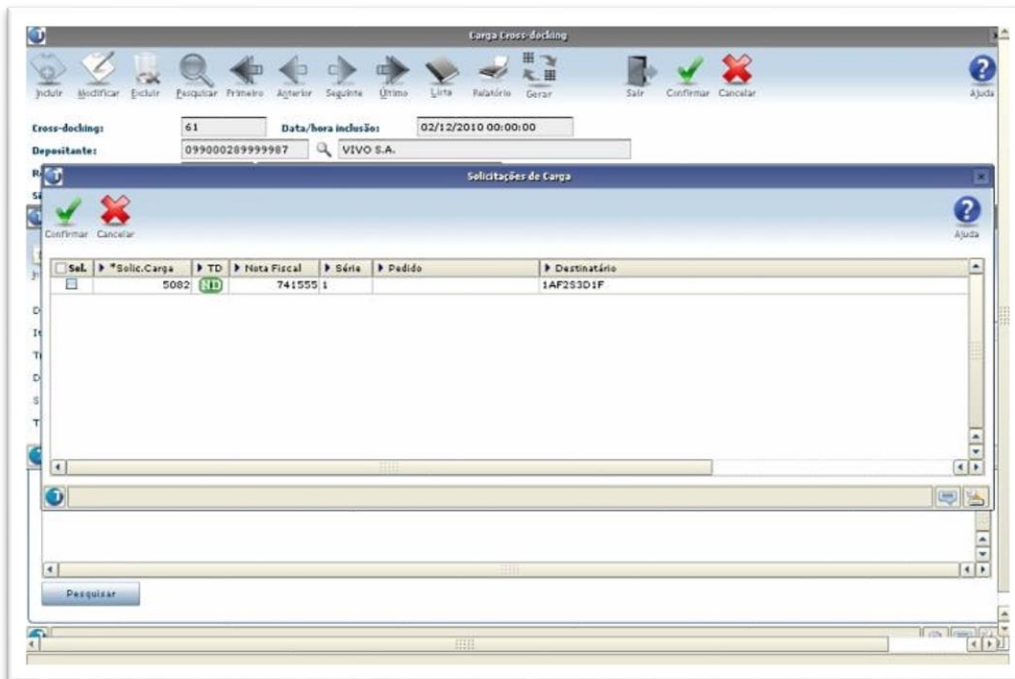 Carga Cross-docking
Incluir Modificar Excluir Pesquisar Primeiro Anterior Seguinte Último Lista Relatório Gerar Sair Confirmar Cancelar Ajuda
Cross-docking: 61 Data/hora inclusão: 02/12/2010 00:00:00
Depositante: 099000289999987 VIVO S.A.
Solicitações de Carga
Confirmar Cancelar Ajuda
Sel. *Solic.Carga TD Nota Fiscal Série Pedido Destinatário
5082 ND 741555 1 1AF2S3D1F
Pesquisar